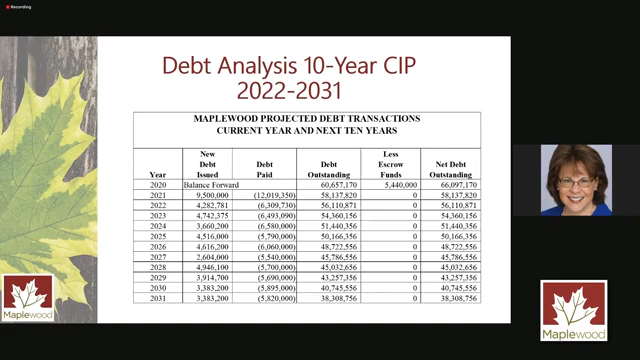 Recording
Debt Analysis 10-Year CIP
2022-2031
MAPLEWOOD PROJECTED DEBT TRANSACTIONS
CURRENT YEAR AND NEXT TEN YEARS
Year New Debt Issued Debt Paid Debt Outstanding Less Escrow Funds Net Debt Outstanding
2020 Balance Forward 60,657,170 5,440,000 66,097,170
2021 9,500,000 (12,019,350) 58,137,820 0 58,137,820
2022 4,282,781 (6,309,730) 56,110,871 0 56,110,871
2023 4,742,375 (6,493,090) 54,360,156 0 54,360,156
2024 3,660,200 (6,580,000) 51,440,356 0 51,440,356
2025 4,516,000 (5,790,000) 50,166,356 0 50,166,356
2026 4,616,200 (6,060,000) 48,722,556 0 48,722,556
2027 2,604,000 (5,540,000) 45,786,556 0 45,786,556
2028 4,946,100 (5,700,000) 45,032,656 0 45,032,656
2029 3,914,700 (5,690,000) 43,257,356 0 43,257,356
2030 3,383,200 (5,895,000) 40,745,556 0 40,745,556
2031 3,383,200 (5,820,000) 38,308,756 0 38,308,756
Maplewood
Maplewood